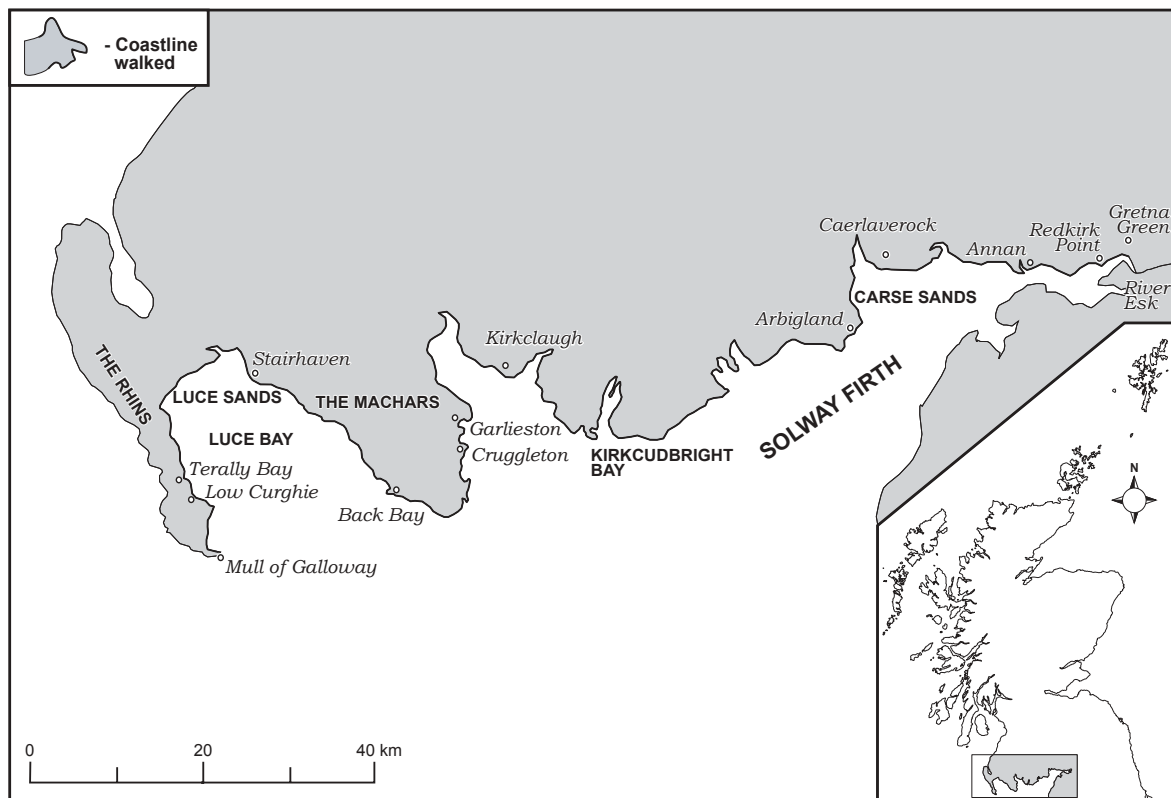 - Coastline
walked
Caerlaverock
Annan
Redkirk
Point
Gretna
Green
River
Esk
CARSE SANDS
Arbigland
SOLWAY FIRTH
Kirkclaugh
Stairhaven
THE RHINS
LUCE SANDS
THE MACHARS
LUCE BAY
Garlieston
Cruggleton
KIRKCUDBRIGHT
BAY
Terally Bay
Low Curghie
Back Bay
Mull of Galloway
N
0 20 40 km